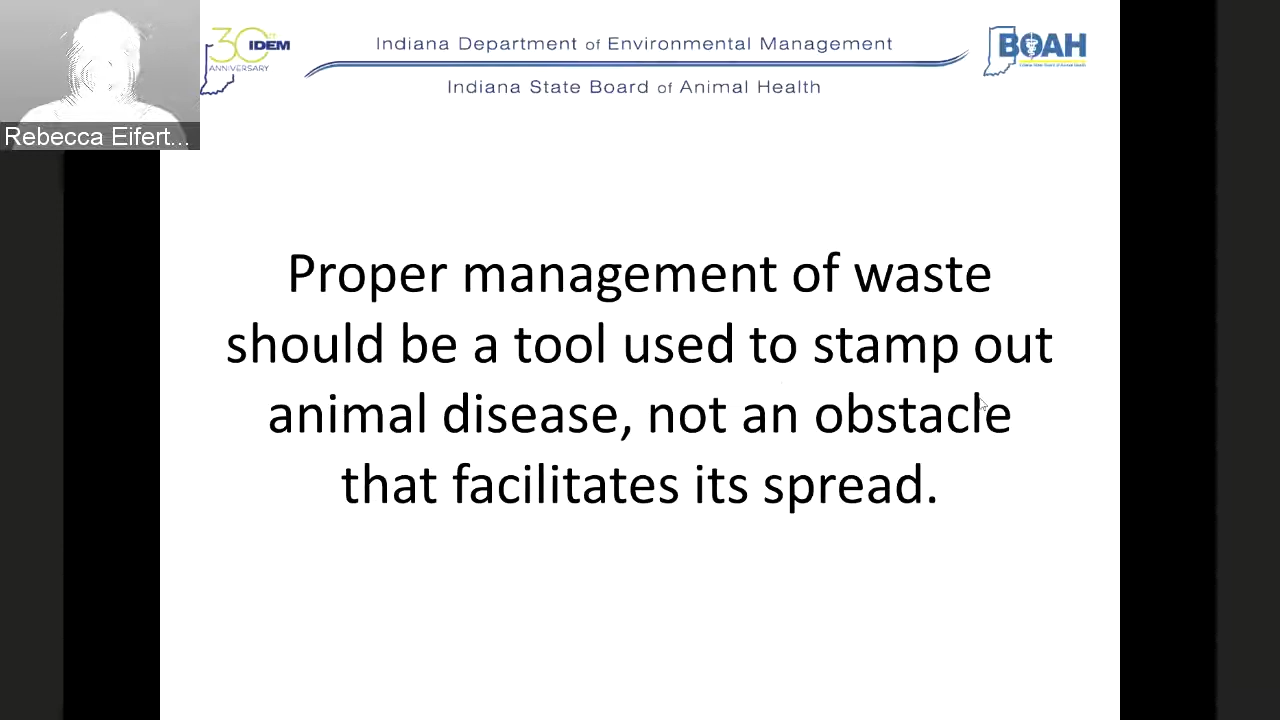 30TH IDEM
ANNIVERSARY
Indiana Department of Environmental Management
Indiana State Board of Animal Health
BOAH
Rebecca Eifert...
Proper management of waste
should be a tool used to stamp out
animal disease, not an obstacle
that facilitates its spread.